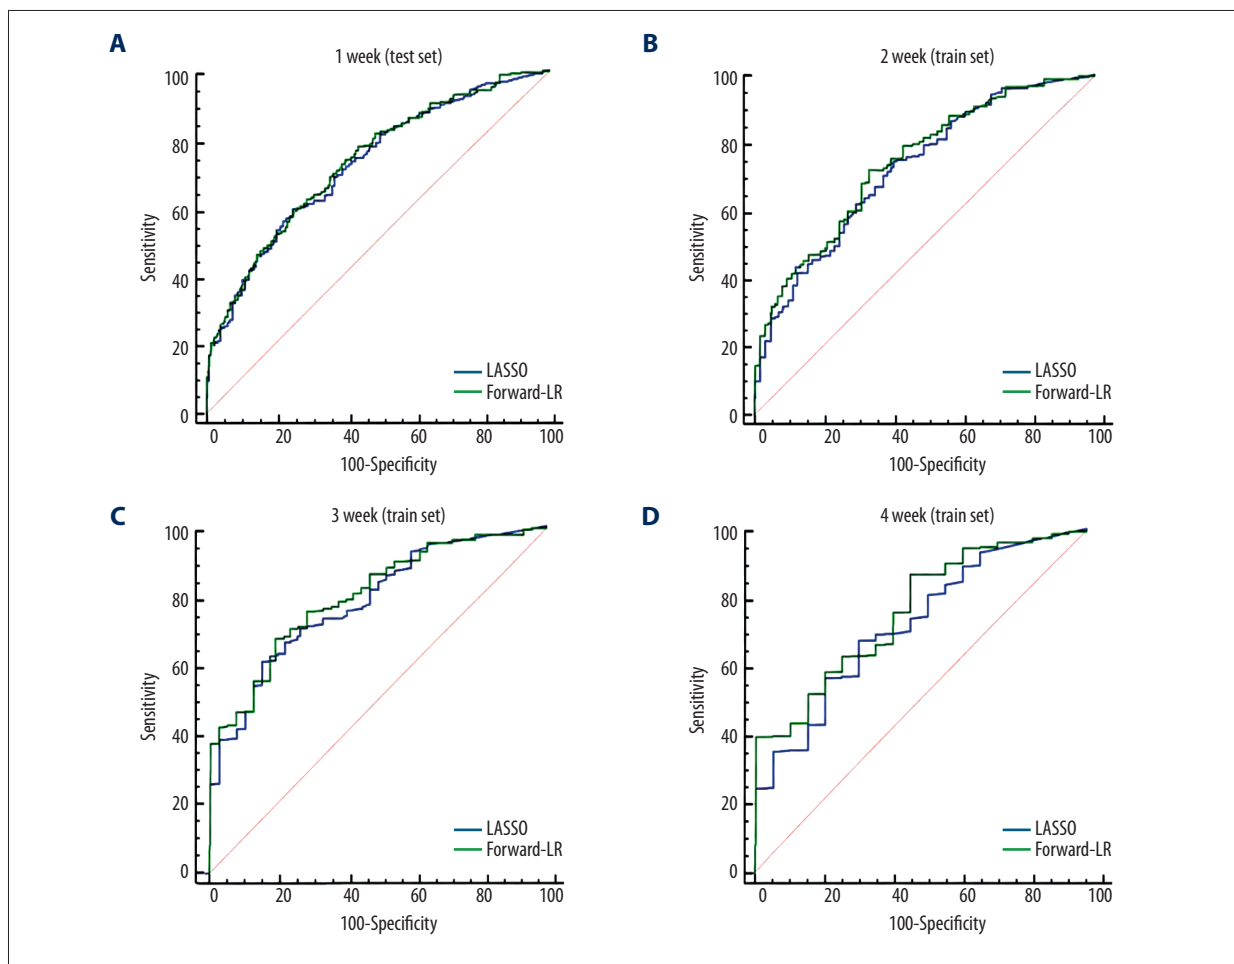 A
1 week (test set)
100
80
60
40
20
0
Sensitivity
LASSO
Forward-LR
0 20 40 60 80 100
100-Specificity
B
2 week (train set)
100
80
60
40
20
0
Sensitivity
LASSO
Forward-LR
0 20 40 60 80 100
100-Specificity
C
3 week (train set)
100
80
60
40
20
0
Sensitivity
LASSO
Forward-LR
0 20 40 60 80 100
100-Specificity
D
4 week (train set)
100
80
60
40
20
0
Sensitivity
LASSO
Forward-LR
0 20 40 60 80 100
100-Specificity